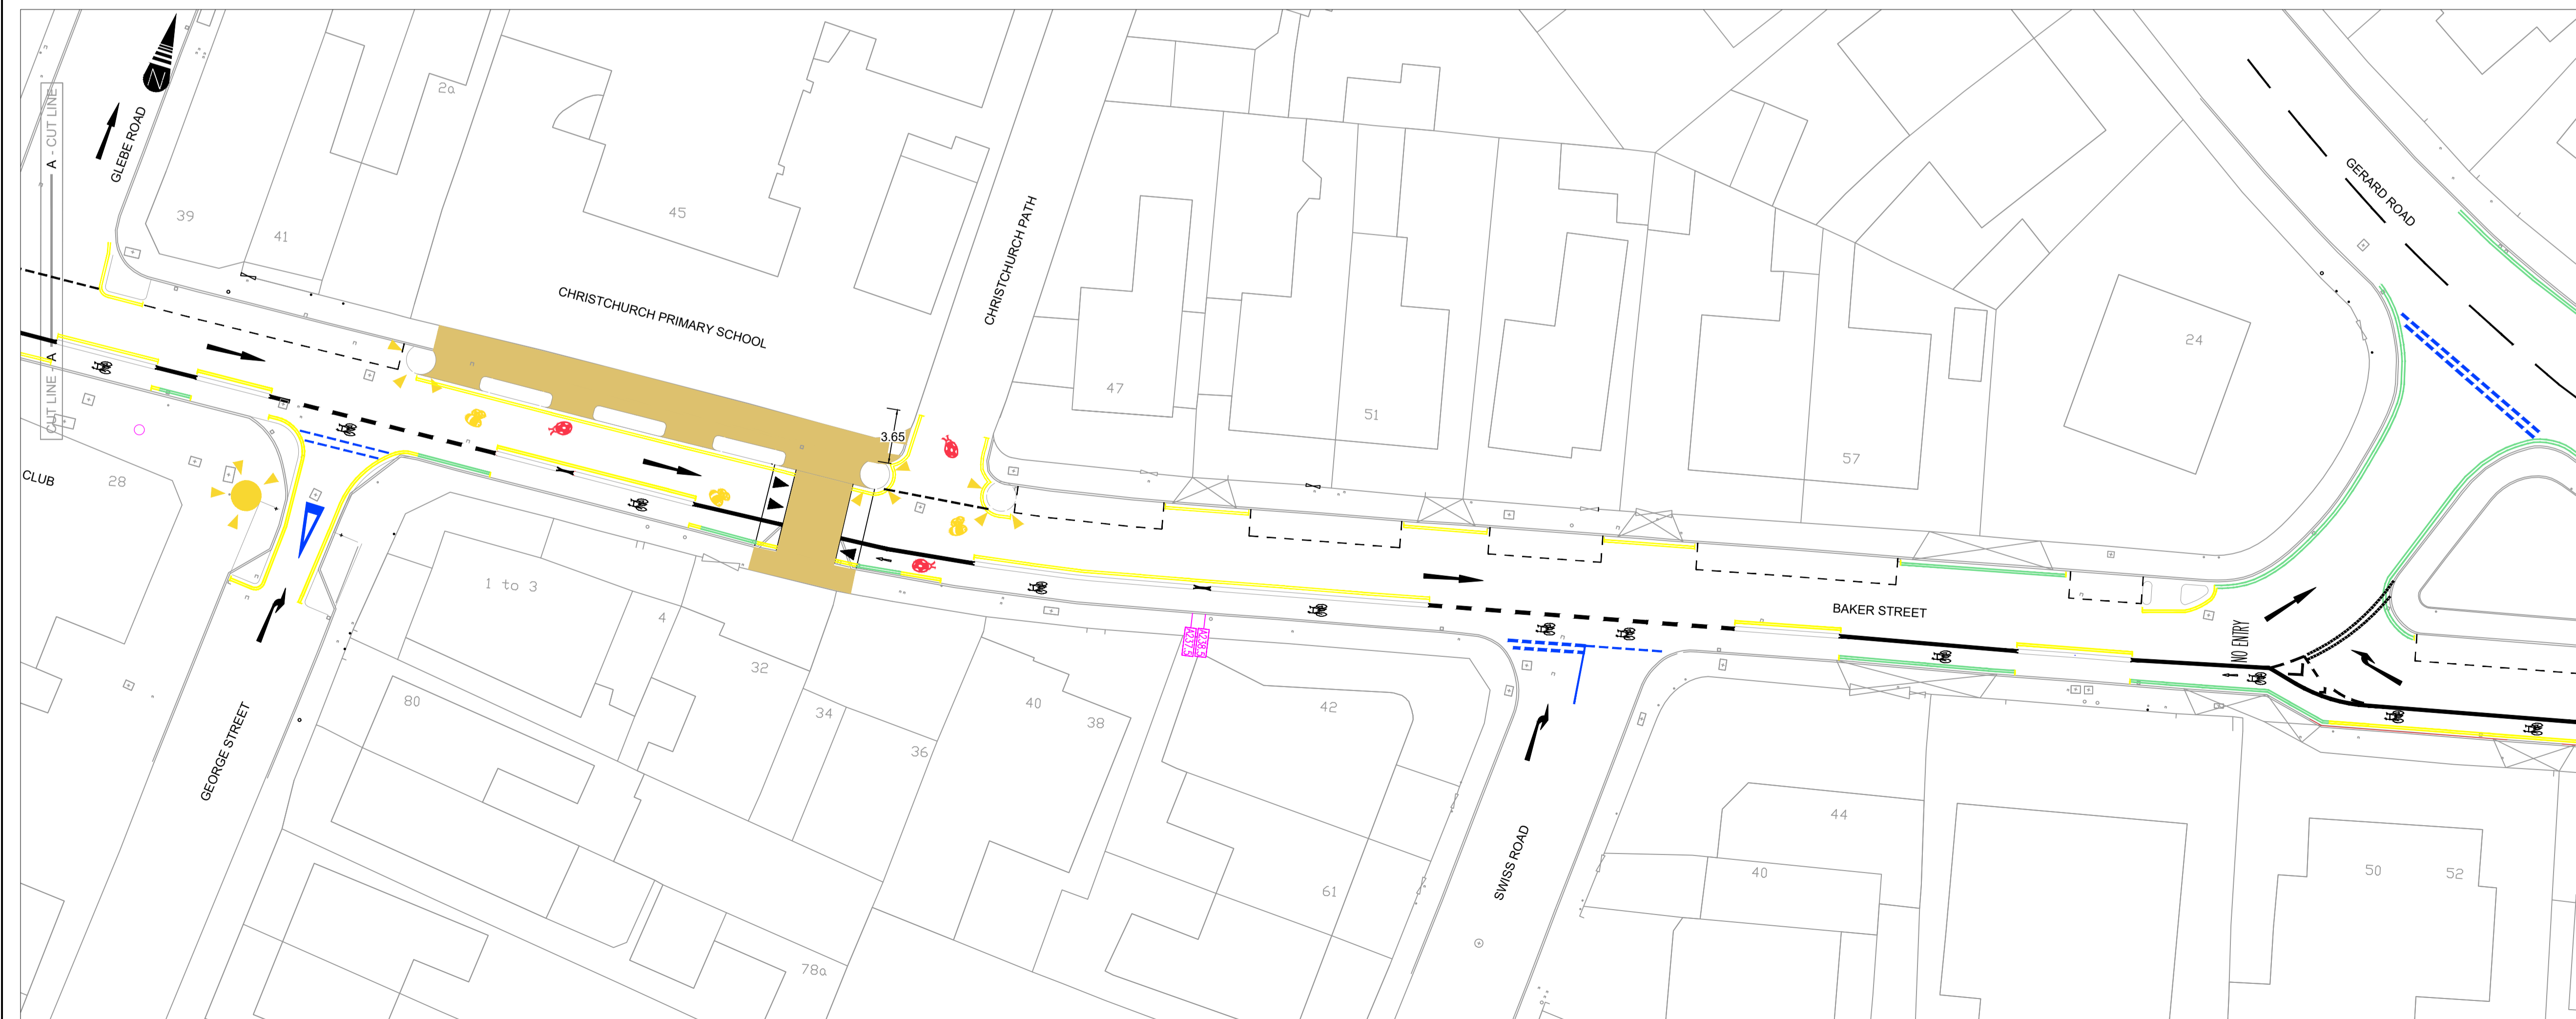 N
GLEBE ROAD
CUT LINE - A - A - CUT LINE
2a
39
41
45
CHRISTCHURCH PRIMARY SCHOOL
CHRISTCHURCH PATH
3.65
47
51
57
24
GERARD ROAD
CLUB
28
1 to 3
4
32
34
36
40
38
42
80
78a
61
GEORGE STREET
SWISS ROAD
BAKER STREET
NO ENTRY
44
40
50
52